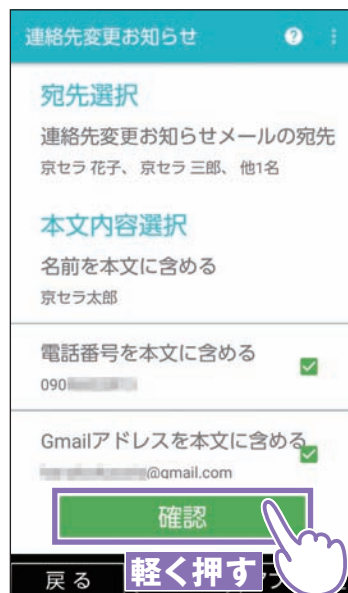 連絡先変更お知らせ
宛先選択
連絡先変更お知らせメールの宛先
京セラ 花子、京セラ 三郎、他1名
本文内容選択
名前を本文に含める
京セラ太郎
電話番号を本文に含める
090
Gmailアドレスを本文に含める
@gmail.com
確認
戻る
軽く押す